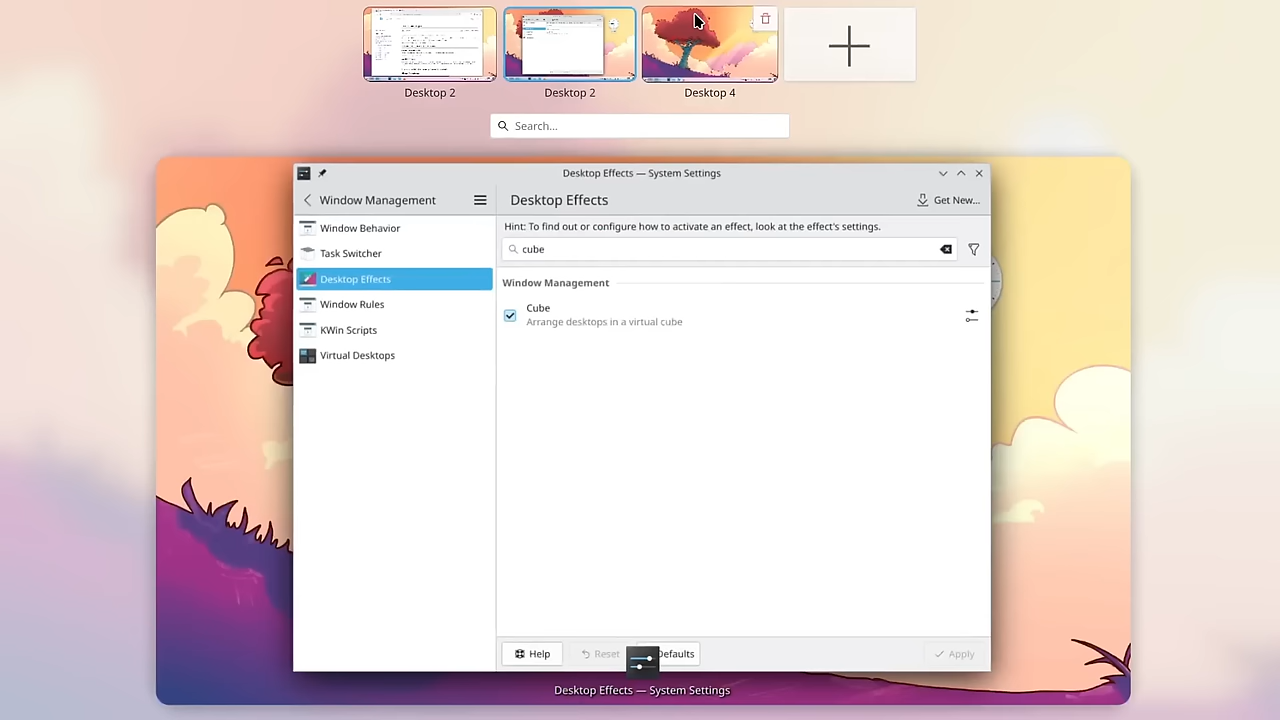 Desktop 2
Desktop 2
Desktop 4
Search...
Desktop Effects — System Settings
Window Management
Desktop Effects
Get New...
Window Behavior
Task Switcher
Desktop Effects
Window Rules
KWin Scripts
Virtual Desktops
Hint: To find out or configure how to activate an effect, look at the effect's settings.
cube
Window Management
Cube
Arrange desktops in a virtual cube
Help
Reset
Defaults
Apply
Desktop Effects — System Settings